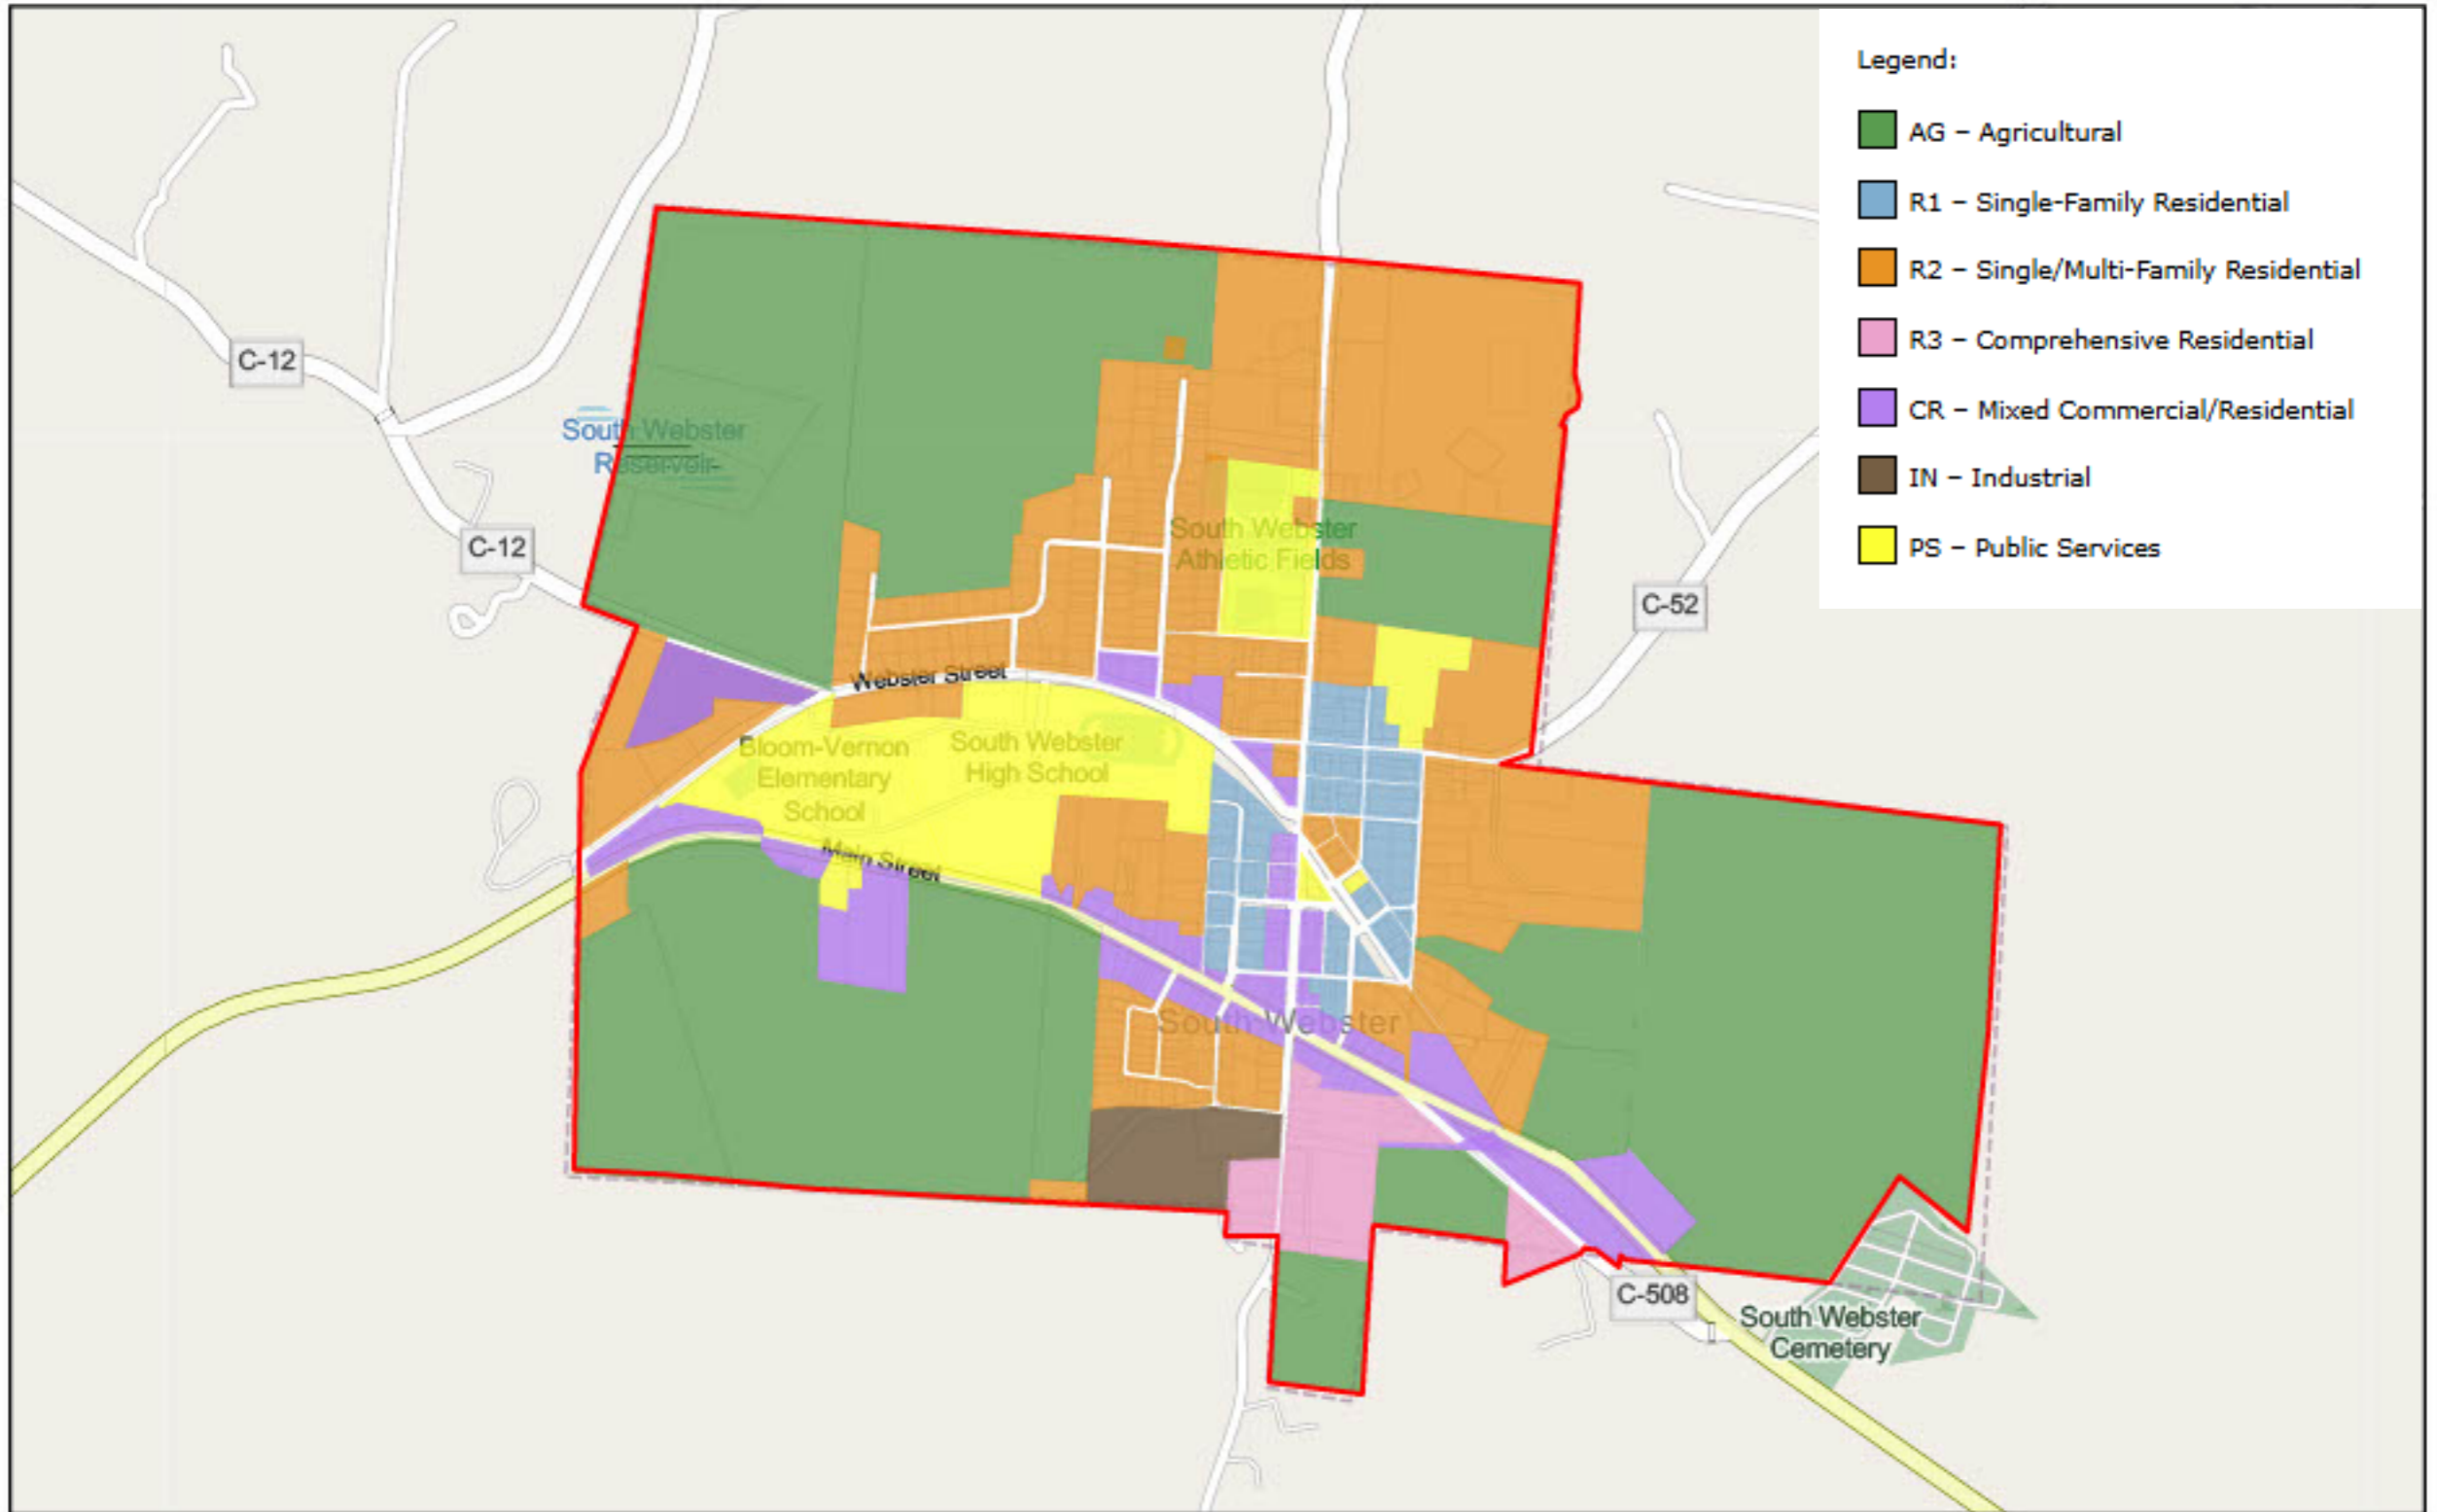 Legend:
AG – Agricultural
R1 – Single-Family Residential
R2 – Single/Multi-Family Residential
R3 – Comprehensive Residential
CR – Mixed Commercial/Residential
IN – Industrial
PS – Public Services
C-12
South Webster
Reservoir
C-12
South Webster
Athletic Fields
C-52
Webster Street
Bloom-Vernon
Elementary
School
South Webster
High School
Main Street
South Webster
C-508
South Webster
Cemetery